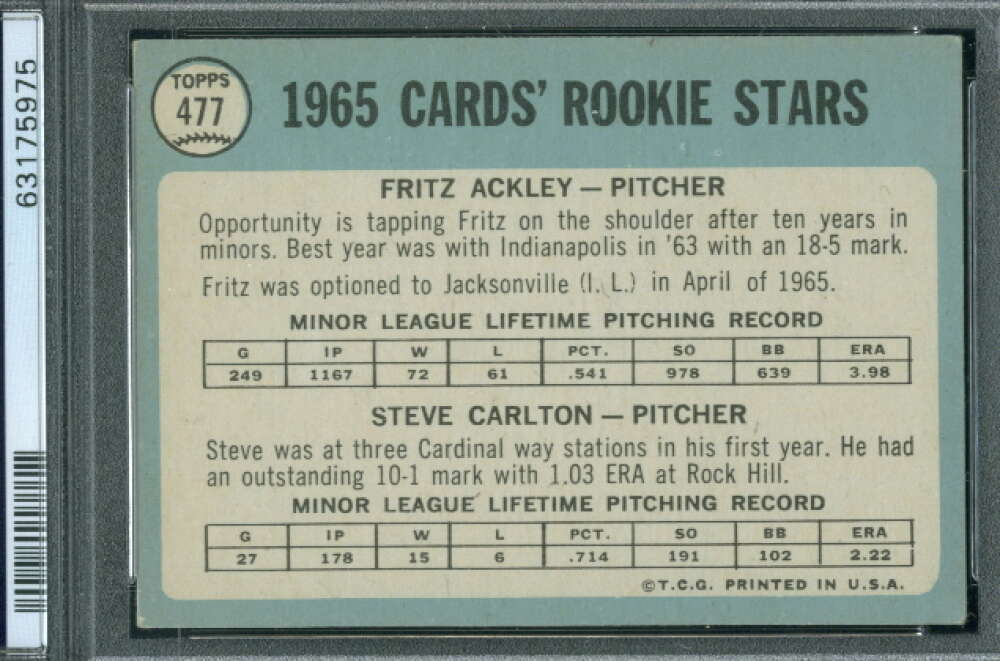 63175975
TOPPS
477
1965 CARDS' ROOKIE STARS
FRITZ ACKLEY — PITCHER
Opportunity is tapping Fritz on the shoulder after ten years in
minors. Best year was with Indianapolis in '63 with an 18-5 mark.
Fritz was optioned to Jacksonville (I. L.) in April of 1965.
MINOR LEAGUE LIFETIME PITCHING RECORD
G IP W L PCT. SO BB ERA
249 1167 72 61 .541 978 639 3.98
STEVE CARLTON — PITCHER
Steve was at three Cardinal way stations in his first year. He had
an outstanding 10-1 mark with 1.03 ERA at Rock Hill.
MINOR LEAGUE LIFETIME PITCHING RECORD
G IP W L PCT. SO BB ERA
27 178 15 6 .714 191 102 2.22
©T.C.G. PRINTED IN U.S.A.